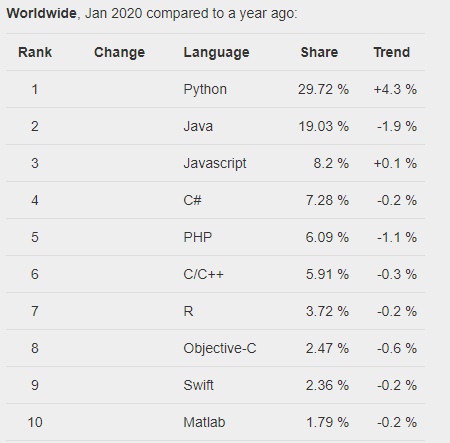 Worldwide, Jan 2020 compared to a year ago:
Rank Change Language Share Trend
1 Python 29.72 % +4.3 %
2 Java 19.03 % -1.9 %
3 Javascript 8.2 % +0.1 %
4 C# 7.28 % -0.2 %
5 PHP 6.09 % -1.1 %
6 C/C++ 5.91 % -0.3 %
7 R 3.72 % -0.2 %
8 Objective-C 2.47 % -0.6 %
9 Swift 2.36 % -0.2 %
10 Matlab 1.79 % -0.2 %